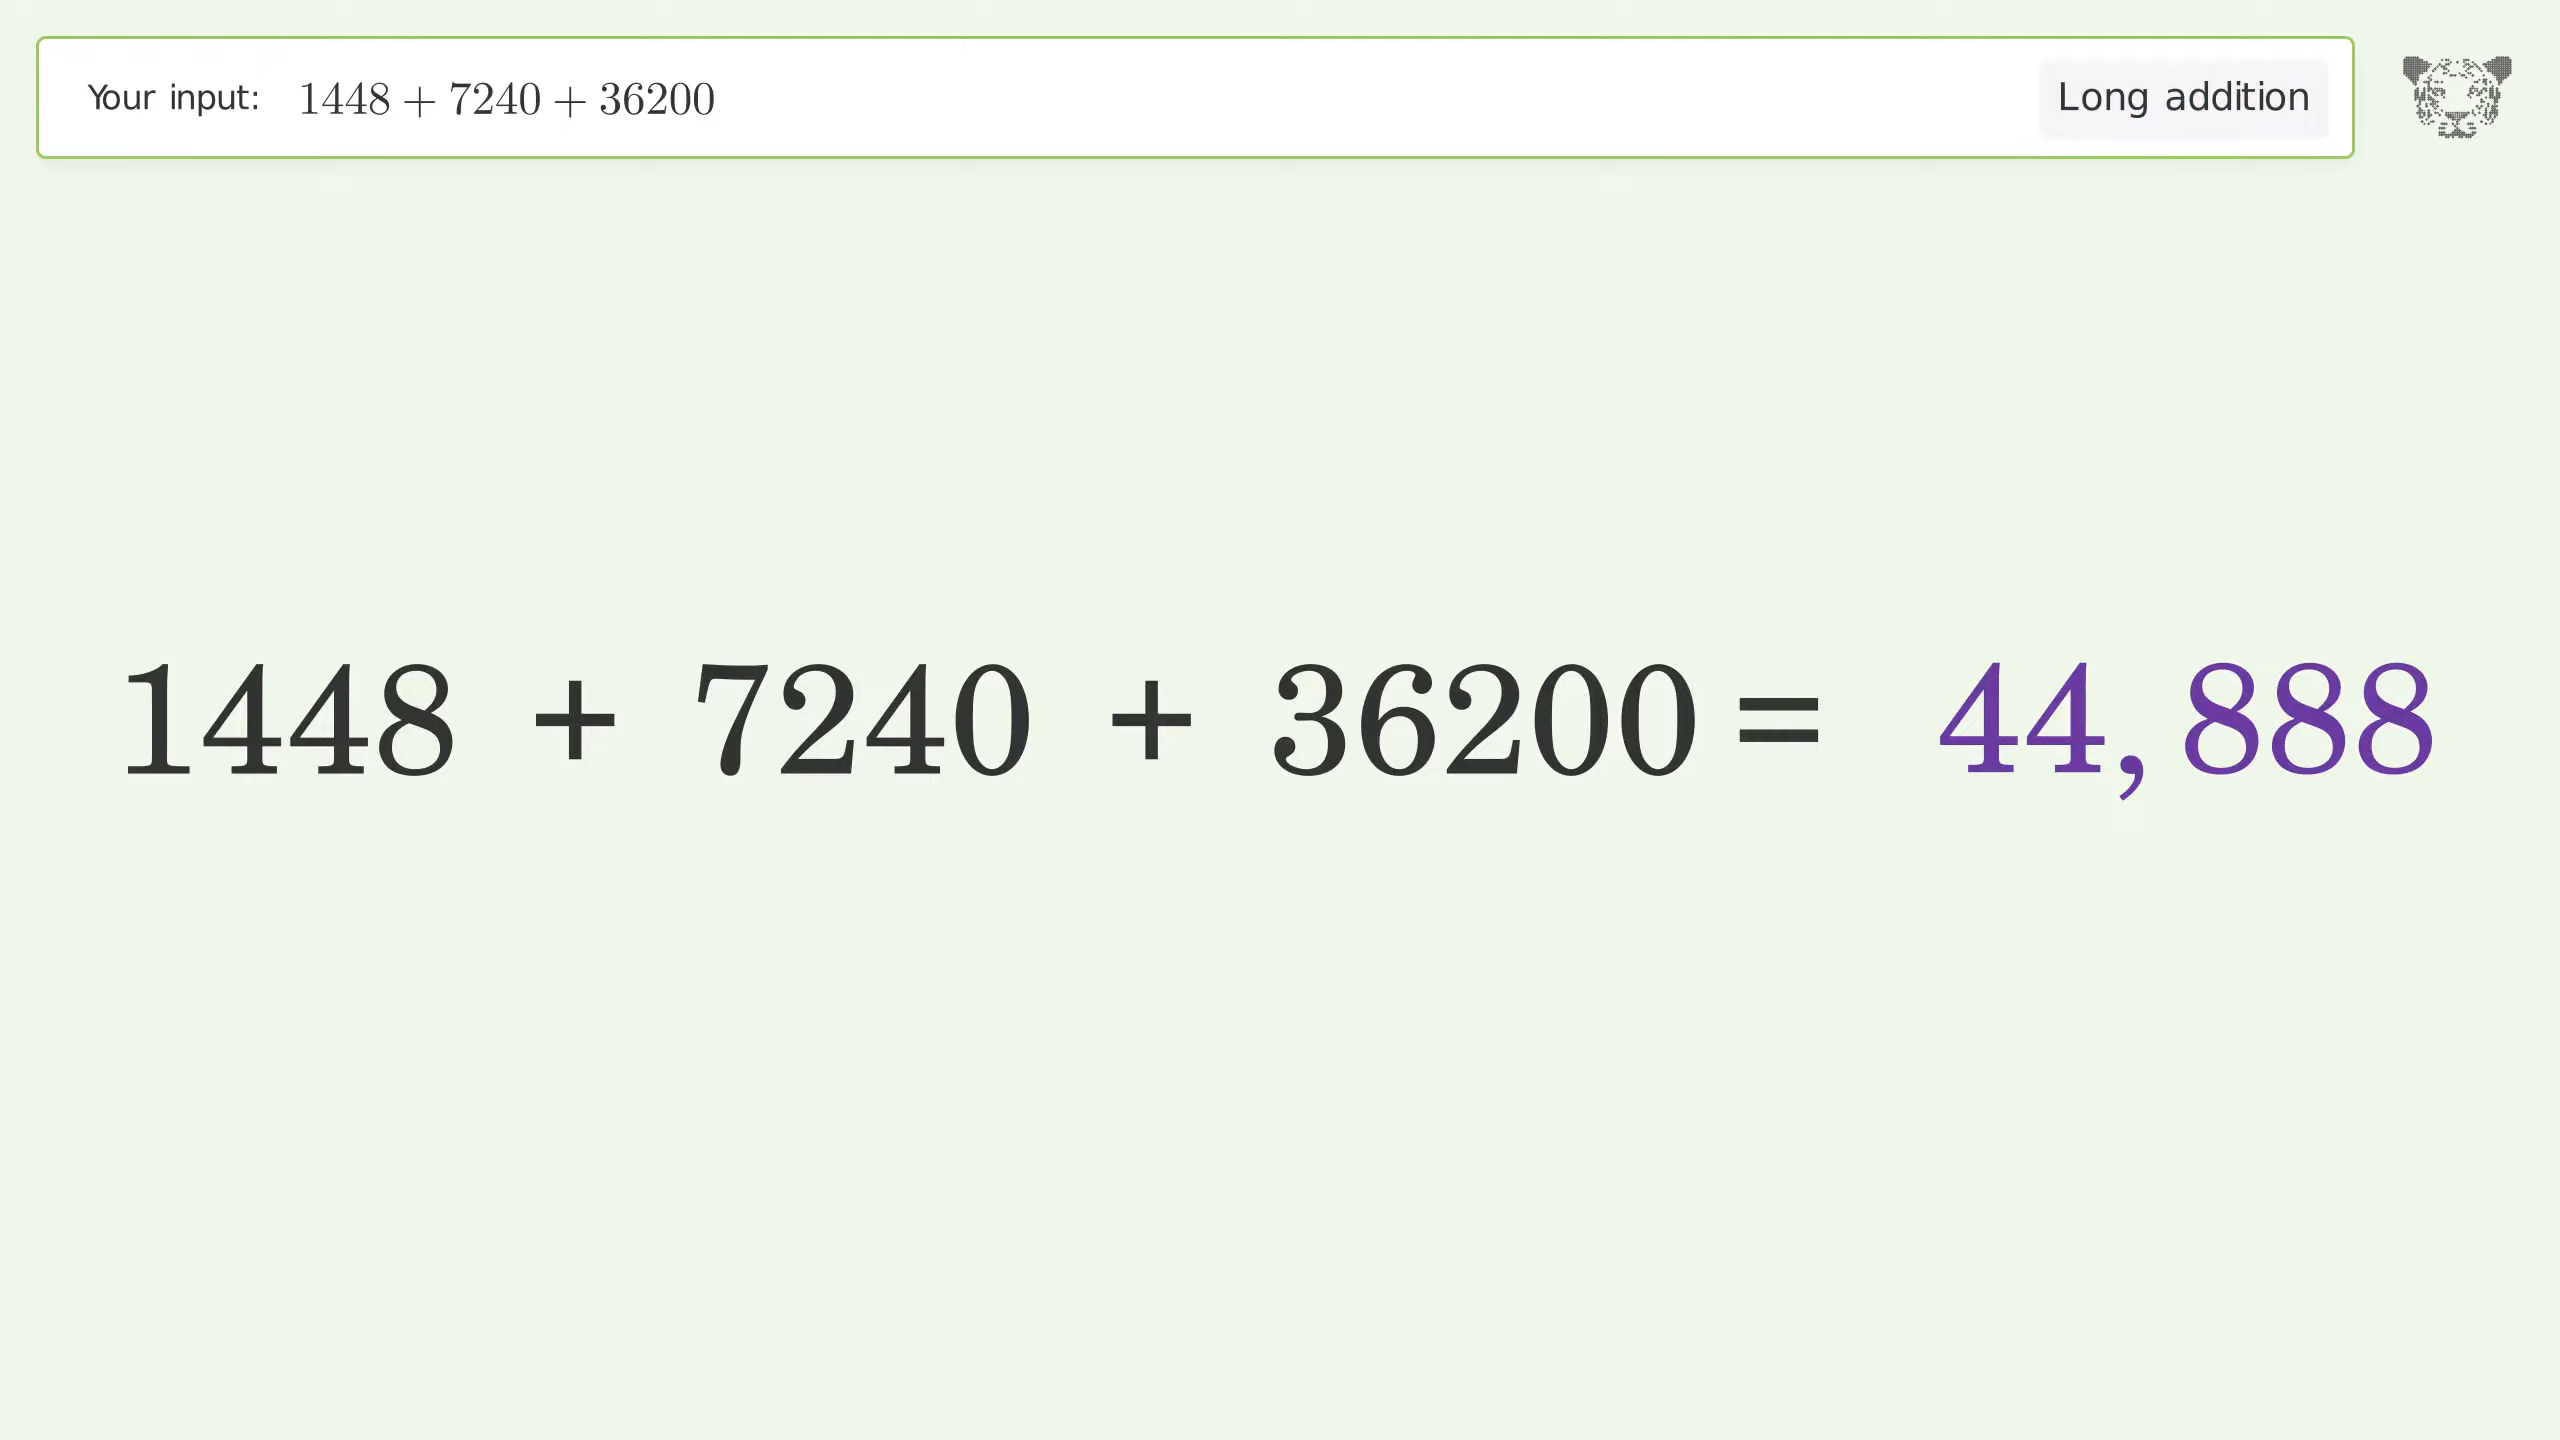 Your input: 1448 + 7240 + 36200 Long addition
1448 + 7240 + 36200 = 44,888